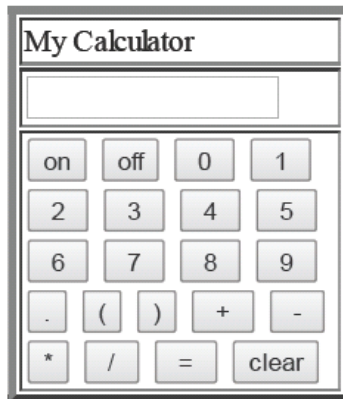 My Calculator
on off 0 1
2 3 4 5
6 7 8 9
. ( ) + -
* / = clear